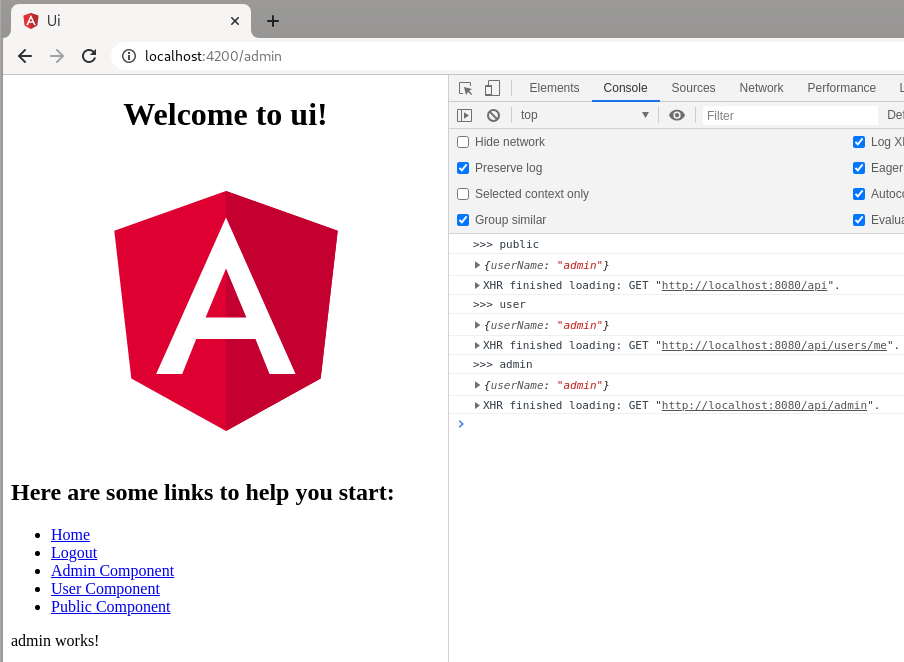 Ui
localhost:4200/admin
Welcome to ui!
Here are some links to help you start:
Home
Logout
Admin Component
User Component
Public Component
admin works!
Elements Console Sources Network Performance L
top Filter Def
Hide network Log X
Preserve log Eager
Selected context only Autoco
Group similar Evalua
>>> public
{userName: "admin"}
XHR finished loading: GET "http://localhost:8080/api".
>>> user
{userName: "admin"}
XHR finished loading: GET "http://localhost:8080/api/users/me".
>>> admin
{userName: "admin"}
XHR finished loading: GET "http://localhost:8080/api/admin".